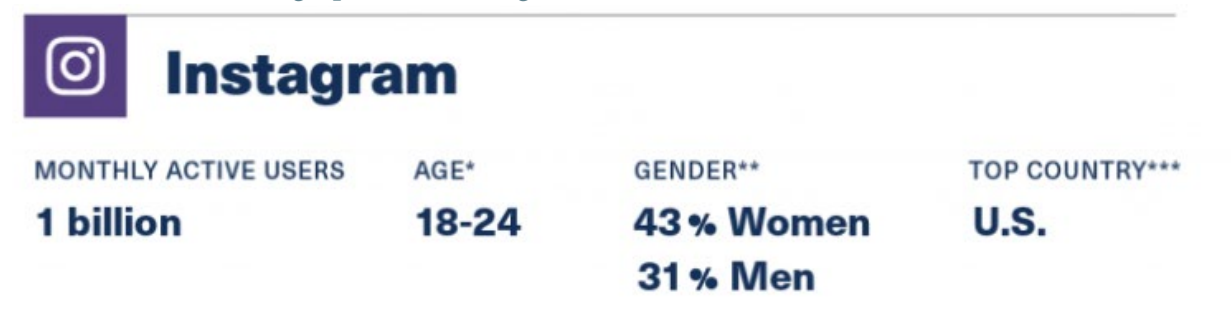 Instagram
MONTHLY ACTIVE USERS AGE* GENDER** TOP COUNTRY***
1 billion 18-24 43% Women U.S.
31% Men